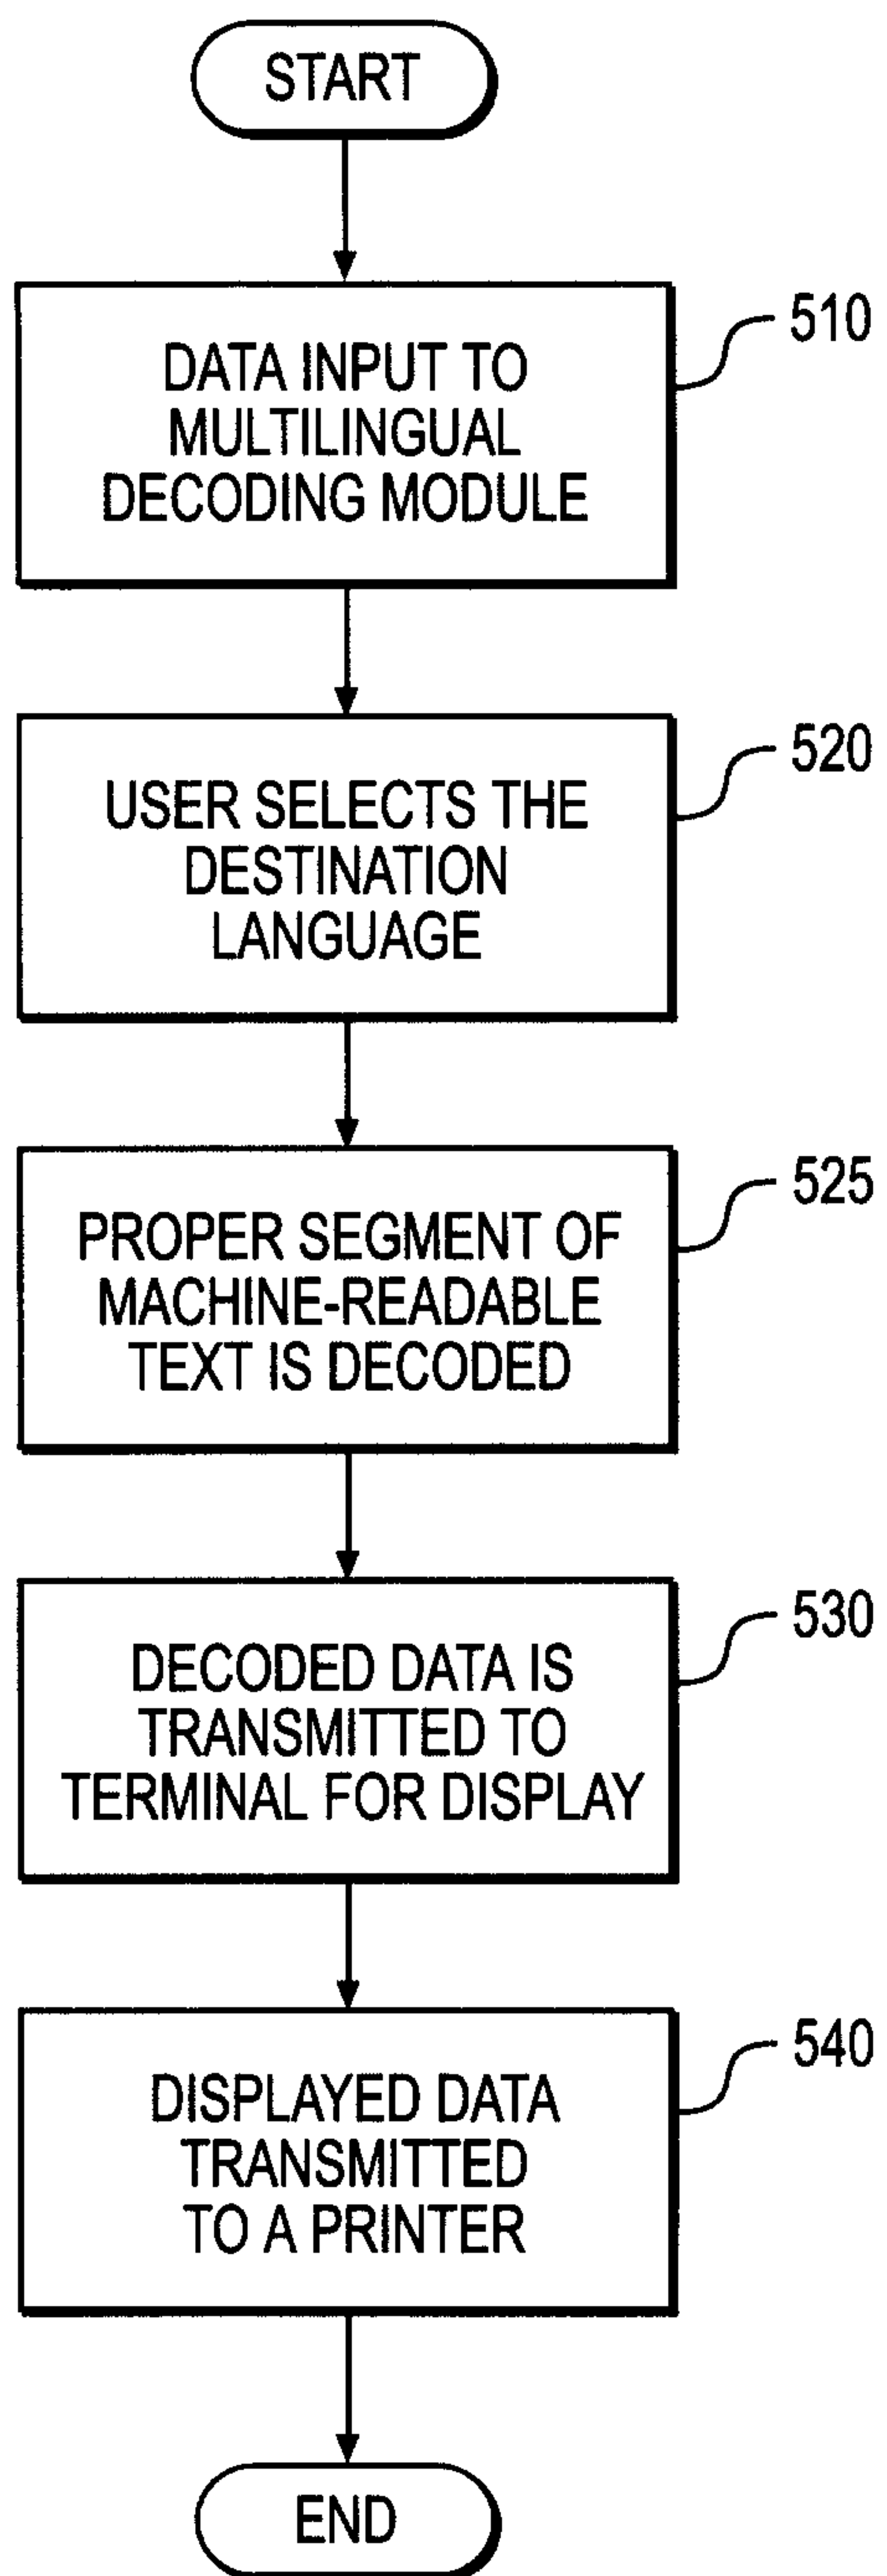 START
510
DATA INPUT TO
MULTILINGUAL
DECODING MODULE
520
USER SELECTS THE
DESTINATION
LANGUAGE
525
PROPER SEGMENT OF
MACHINE-READABLE
TEXT IS DECODED
530
DECODED DATA IS
TRANSMITTED TO
TERMINAL FOR DISPLAY
540
DISPLAYED DATA
TRANSMITTED
TO A PRINTER
END